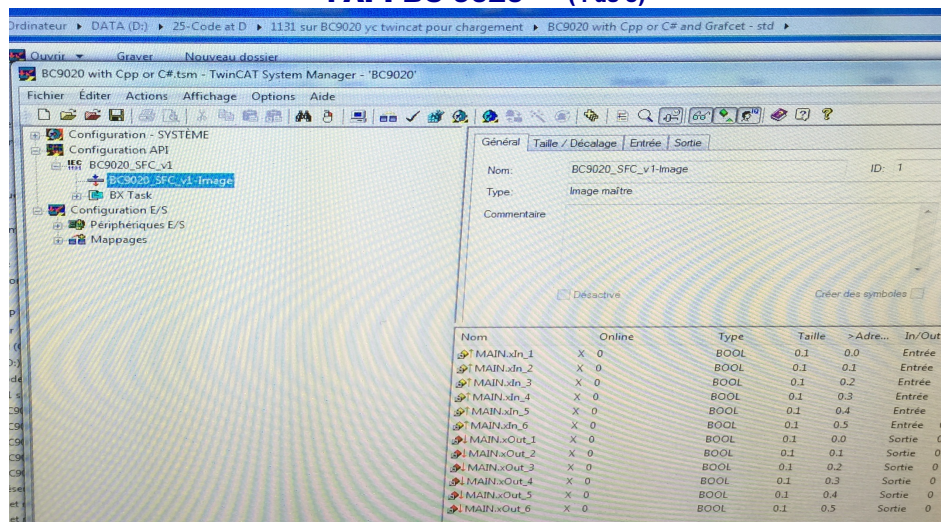 (4 de 5)
Ordinateur ▸ DATA (D:) ▸ 25-Code at D ▸ 1131 sur BC9020 yc twincat pour chargement ▸ BC9020 with Cpp or C# and Grafcet - std ▸
Ouvrir Graver Nouveau dossier
BC9020 with Cpp or C#.tsm - TwinCAT System Manager - 'BC9020'
Fichier Éditer Actions Affichage Options Aide
Configuration - SYSTÈME
Configuration API
BC9020_SFC_v1
BC9020_SFC_v1-Image
BX Task
Configuration E/S
Périphériques E/S
Mappages
Général Taille / Décalage Entrée Sortie
Nom: BC9020_SFC_v1-Image ID: 1
Type: Image maître
Commentaire
Désactivé Créer des symboles
Nom Online Type Taille >Adre... In/Out
MAIN.xIn_1 X 0 BOOL 0.1 0.0 Entrée
MAIN.xIn_2 X 0 BOOL 0.1 0.1 Entrée
MAIN.xIn_3 X 0 BOOL 0.1 0.2 Entrée
MAIN.xIn_4 X 0 BOOL 0.1 0.3 Entrée
MAIN.xIn_5 X 0 BOOL 0.1 0.4 Entrée
MAIN.xIn_6 X 0 BOOL 0.1 0.5 Entrée
MAIN.xOut_1 X 0 BOOL 0.1 0.0 Sortie 0
MAIN.xOut_2 X 0 BOOL 0.1 0.1 Sortie 0
MAIN.xOut_3 X 0 BOOL 0.1 0.2 Sortie 0
MAIN.xOut_4 X 0 BOOL 0.1 0.3 Sortie 0
MAIN.xOut_5 X 0 BOOL 0.1 0.4 Sortie 0
MAIN.xOut_6 X 0 BOOL 0.1 0.5 Sortie 0